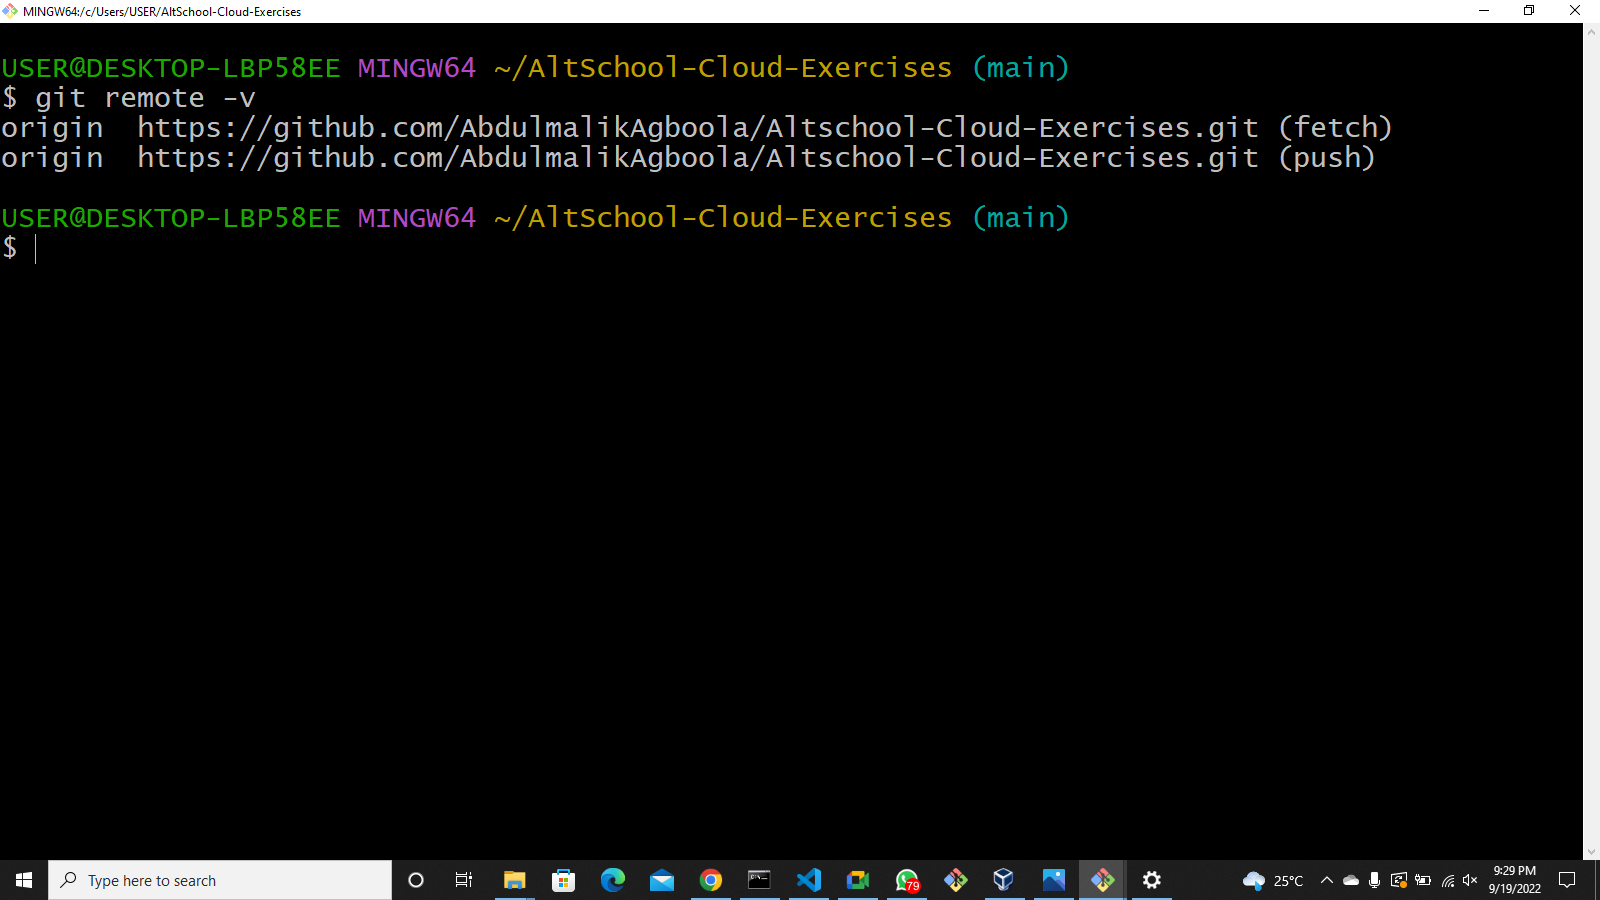 MINGW64:/c/Users/USER/AltSchool-Cloud-Exercises
USER@DESKTOP-LBP58EE MINGW64 ~/AltSchool-Cloud-Exercises (main)
$ git remote -v
origin  https://github.com/AbdulmalikAgboola/Altschool-Cloud-Exercises.git (fetch)
origin  https://github.com/AbdulmalikAgboola/Altschool-Cloud-Exercises.git (push)
USER@DESKTOP-LBP58EE MINGW64 ~/AltSchool-Cloud-Exercises (main)
$
Type here to search
79
25°C
9:29 PM
9/19/2022